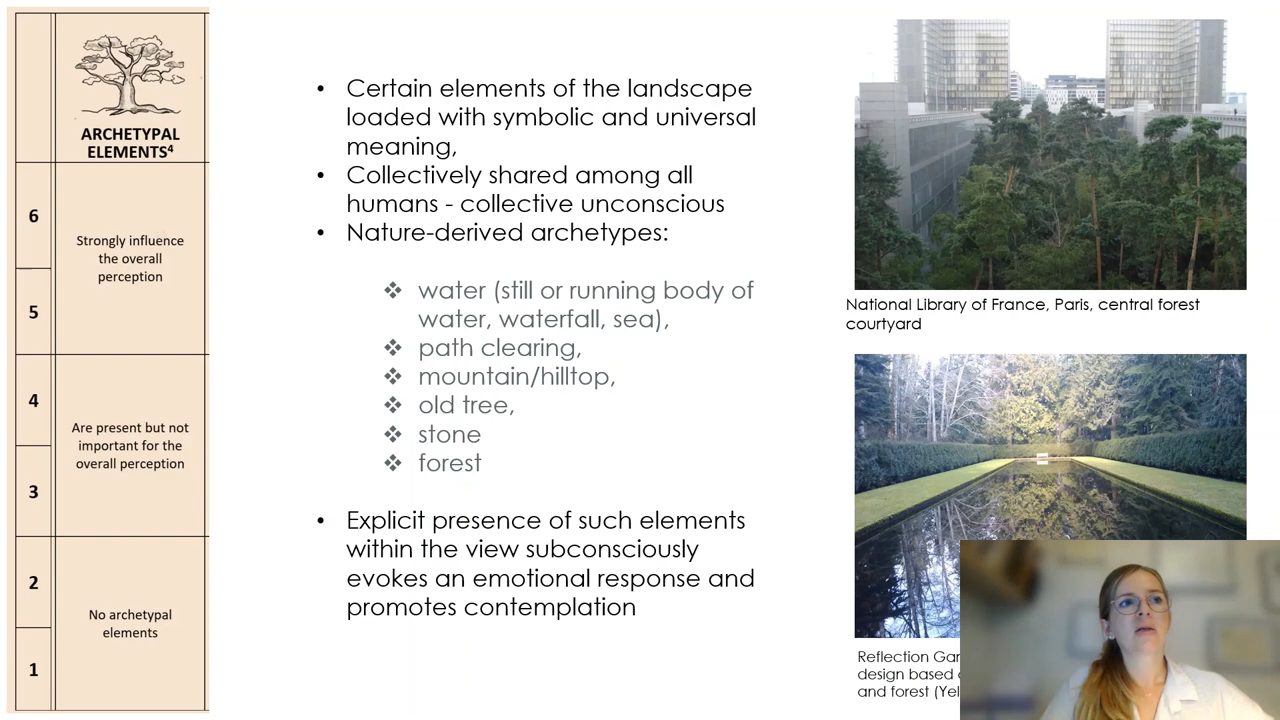 ARCHETYPAL
ELEMENTS⁴
6
Strongly influence
the overall
perception
5
4
Are present but not
important for the
overall perception
3
2
No archetypal
elements
1
• Certain elements of the landscape
loaded with symbolic and universal
meaning,
• Collectively shared among all
humans - collective unconscious
• Nature-derived archetypes:
❖ water (still or running body of
water, waterfall, sea),
❖ path clearing,
❖ mountain/hilltop,
❖ old tree,
❖ stone
❖ forest
• Explicit presence of such elements
within the view subconsciously
evokes an emotional response and
promotes contemplation
National Library of France, Paris, central forest
courtyard
Reflection
design based
and forest